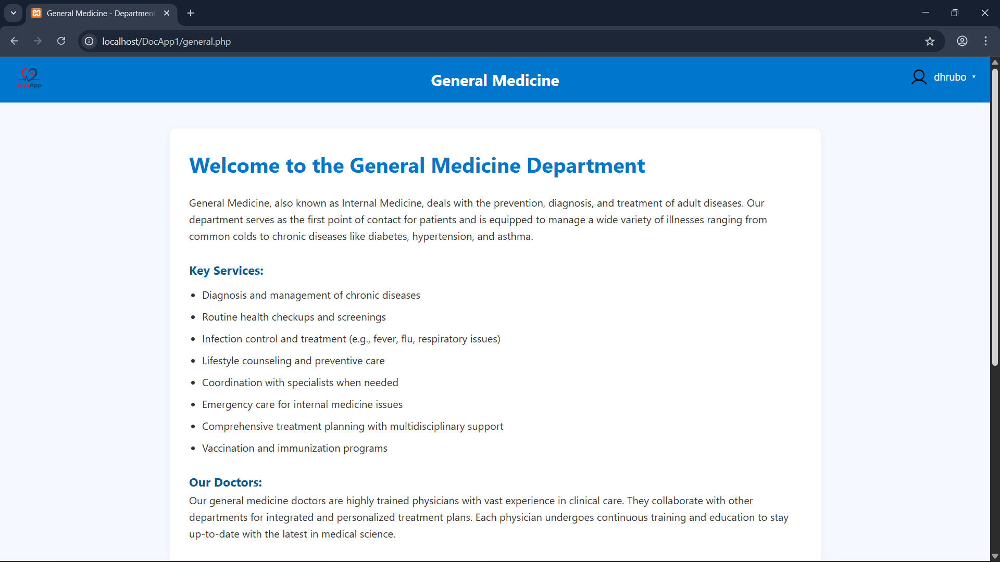 General Medicine - Department
localhost/DocApp1/general.php
DocApp
General Medicine
dhrubo
Welcome to the General Medicine Department
General Medicine, also known as Internal Medicine, deals with the prevention, diagnosis, and treatment of adult diseases. Our
department serves as the first point of contact for patients and is equipped to manage a wide variety of illnesses ranging from
common colds to chronic diseases like diabetes, hypertension, and asthma.
Key Services:
• Diagnosis and management of chronic diseases
• Routine health checkups and screenings
• Infection control and treatment (e.g., fever, flu, respiratory issues)
• Lifestyle counseling and preventive care
• Coordination with specialists when needed
• Emergency care for internal medicine issues
• Comprehensive treatment planning with multidisciplinary support
• Vaccination and immunization programs
Our Doctors:
Our general medicine doctors are highly trained physicians with vast experience in clinical care. They collaborate with other
departments for integrated and personalized treatment plans. Each physician undergoes continuous training and education to stay
up-to-date with the latest in medical science.